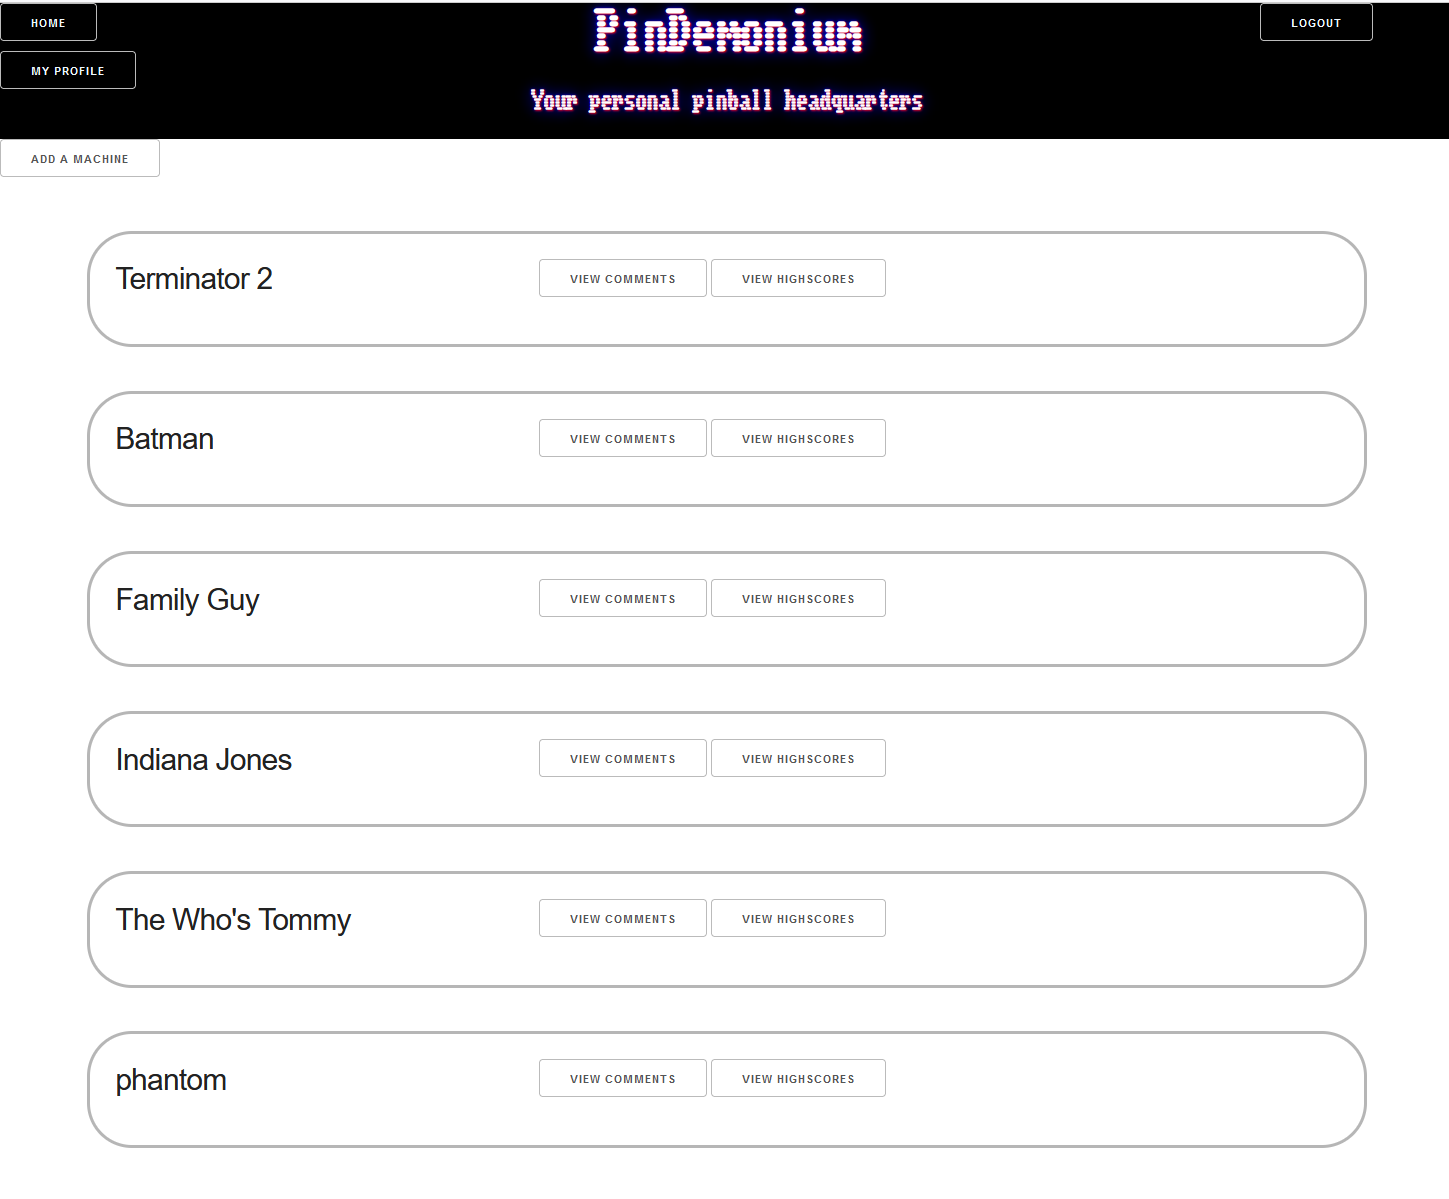 HOME
PinDemonium
LOGOUT
MY PROFILE
Your personal pinball headquarters
ADD A MACHINE
Terminator 2 VIEW COMMENTS VIEW HIGHSCORES
Batman VIEW COMMENTS VIEW HIGHSCORES
Family Guy VIEW COMMENTS VIEW HIGHSCORES
Indiana Jones VIEW COMMENTS VIEW HIGHSCORES
The Who's Tommy VIEW COMMENTS VIEW HIGHSCORES
phantom VIEW COMMENTS VIEW HIGHSCORES